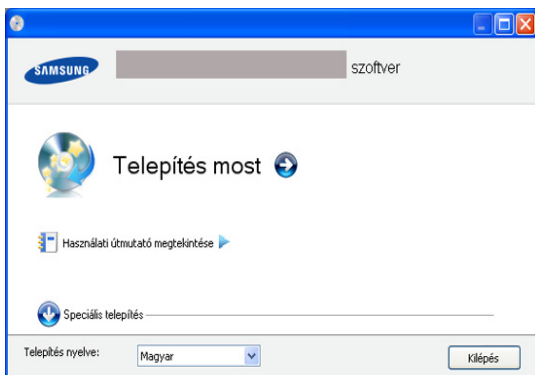 SAMSUNG
szoftver
Telepítés most
Használati útmutató megtekintése
Speciális telepítés
Telepítés nyelve:
Magyar
Kilépés